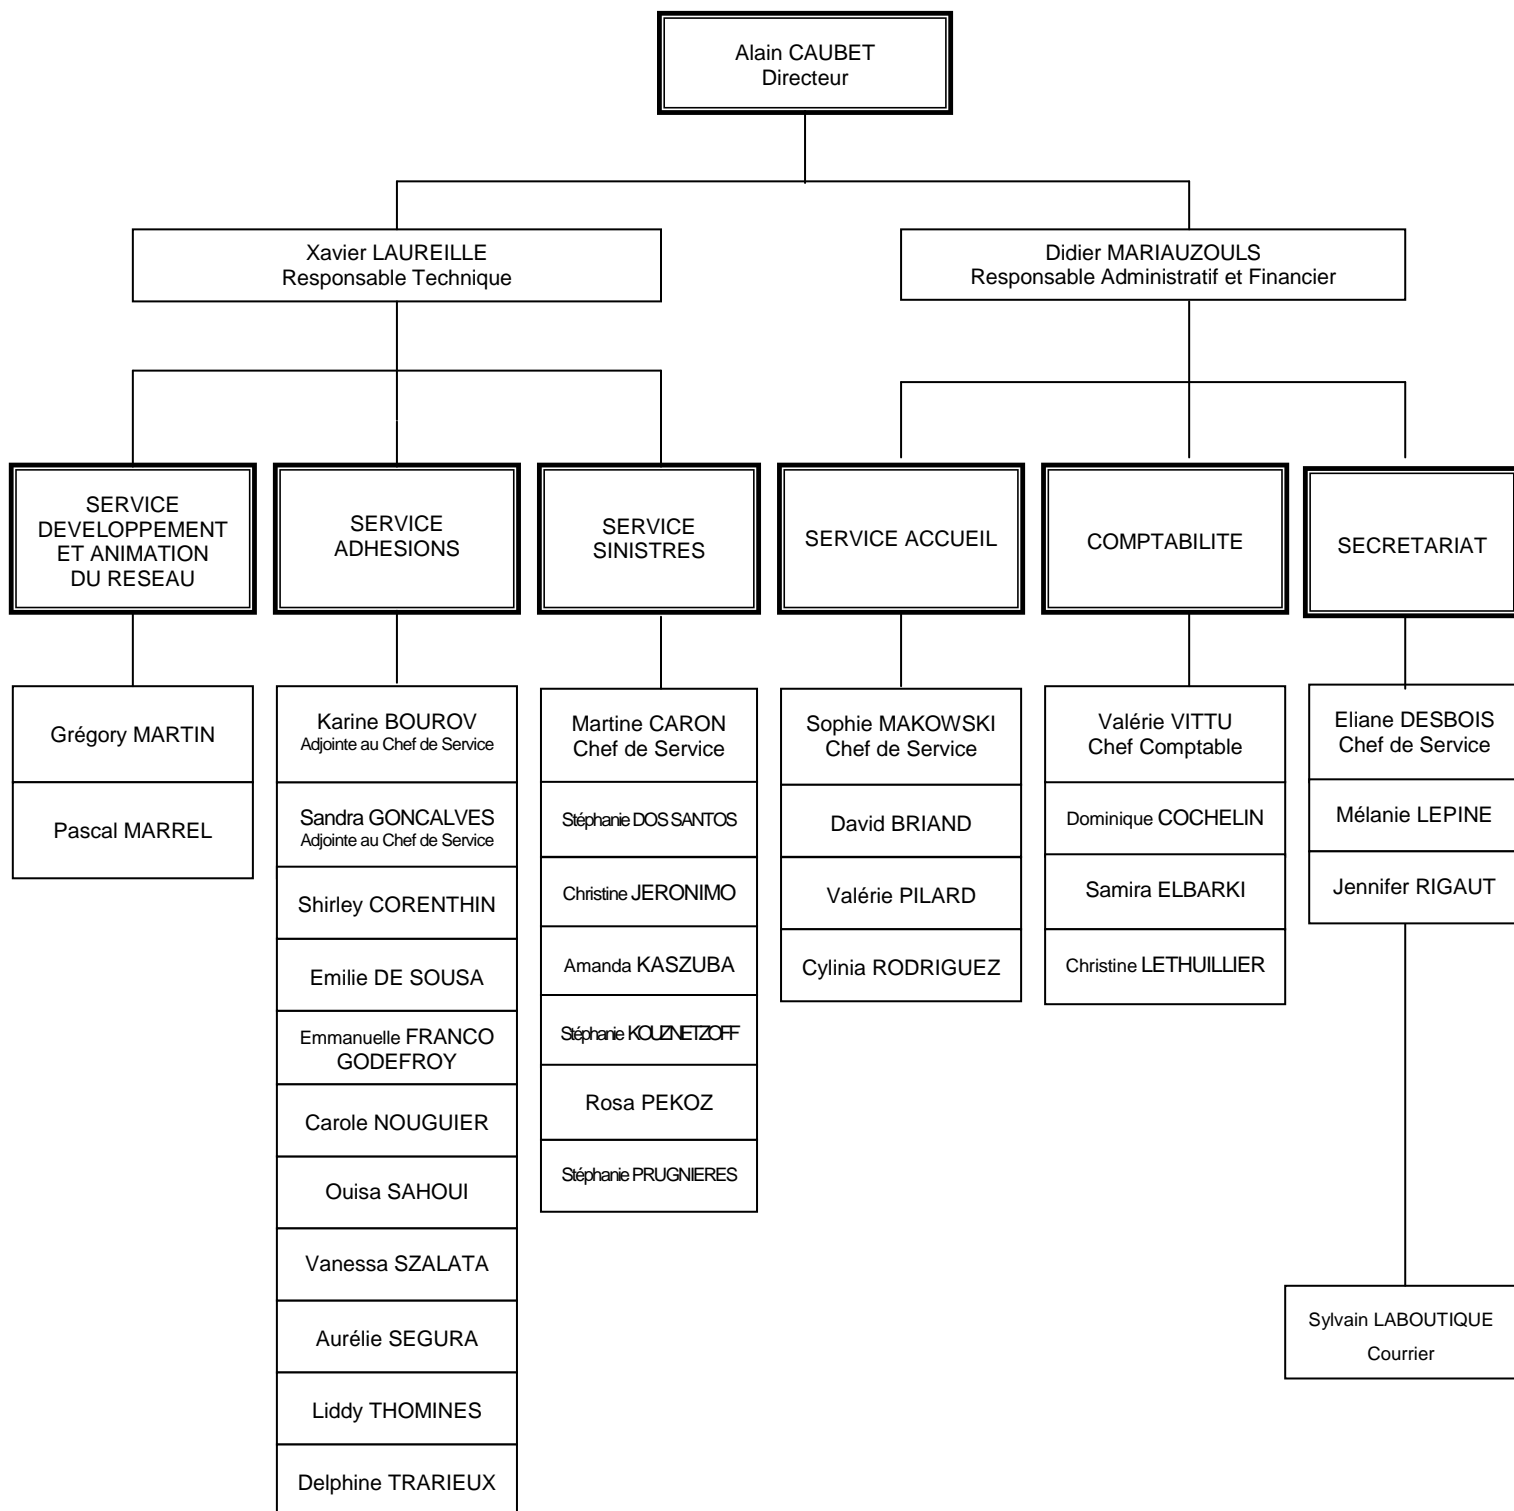 Alain CAUBET
Directeur
Xavier LAUREILLE
Responsable Technique
Didier MARIAUZOULS
Responsable Administratif et Financier
SERVICE
DEVELOPPEMENT
ET ANIMATION
DU RESEAU
SERVICE
ADHESIONS
SERVICE
SINISTRES
SERVICE ACCUEIL
COMPTABILITE
SECRETARIAT
Grégory MARTIN
Pascal MARREL
Karine BOUROV
Adjointe au Chef de Service
Sandra GONCALVES
Adjointe au Chef de Service
Shirley CORENTHIN
Emilie DE SOUSA
Emmanuelle FRANCO
GODEFROY
Carole NOUGUIER
Ouisa SAHOUI
Vanessa SZALATA
Aurélie SEGURA
Liddy THOMINES
Delphine TRARIEUX
Martine CARON
Chef de Service
Stéphanie DOS SANTOS
Christine JERONIMO
Amanda KASZUBA
Stéphanie KOUZNETZOFF
Rosa PEKOZ
Stéphanie PRUGNIERES
Sophie MAKOWSKI
Chef de Service
David BRIAND
Valérie PILARD
Cylinia RODRIGUEZ
Valérie VITTU
Chef Comptable
Dominique COCHELIN
Samira ELBARKI
Christine LETHUILLIER
Eliane DESBOIS
Chef de Service
Mélanie LEPINE
Jennifer RIGAUT
Sylvain LABOUTIQUE
Courrier